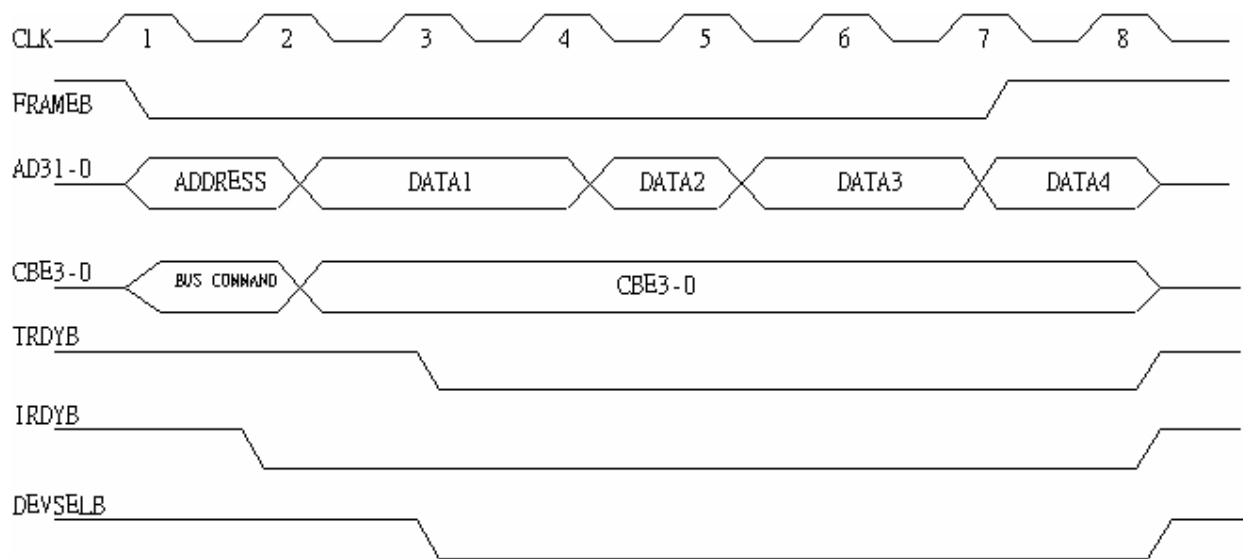 CLK 1 2 3 4 5 6 7 8
FRAMEB
AD31-0 ADDRESS DATA1 DATA2 DATA3 DATA4
CBE3-0 BUS COMMAND CBE3-0
TRDYB
IRDYB
DEVSELB